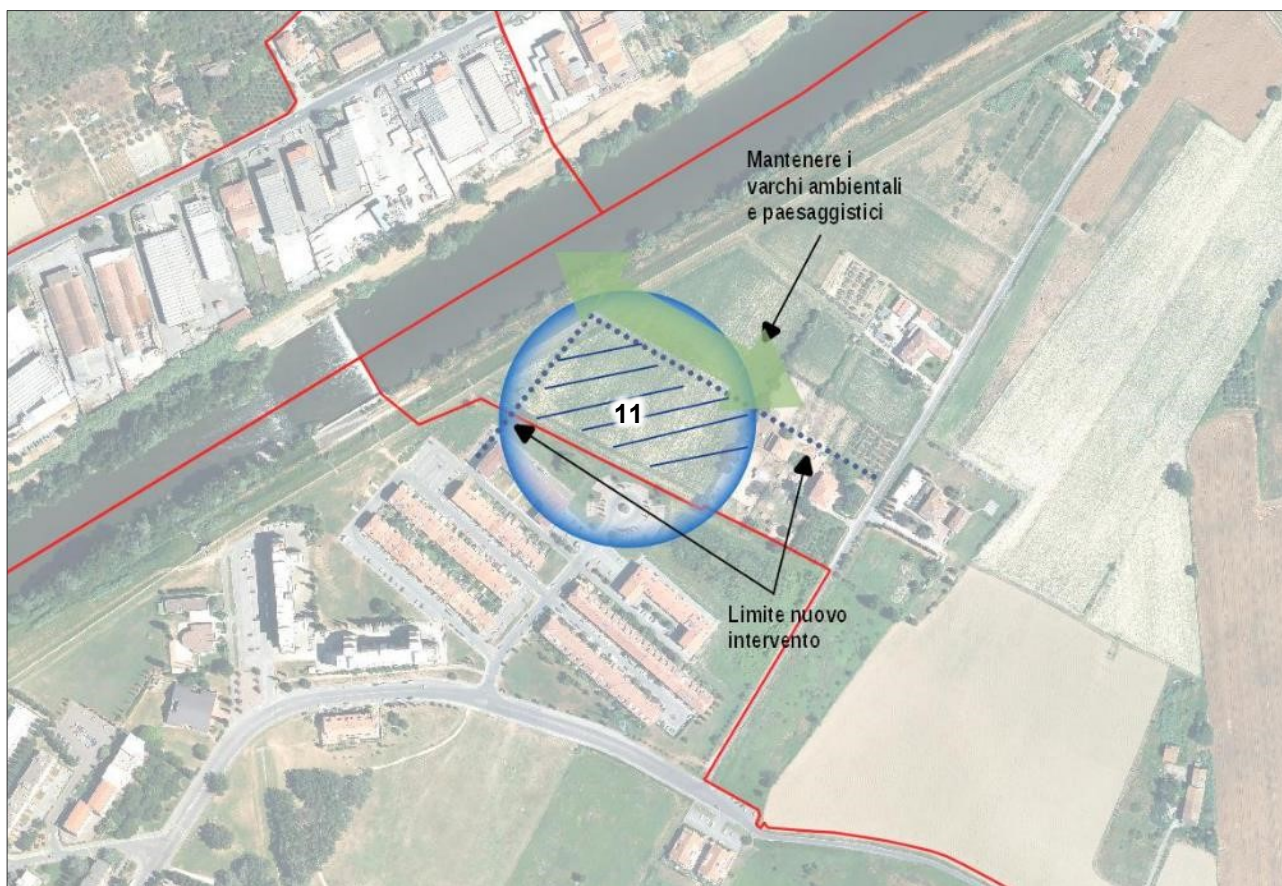 Mantenere i
varchi ambientali
e paesaggistici
11
Limite nuovo
intervento